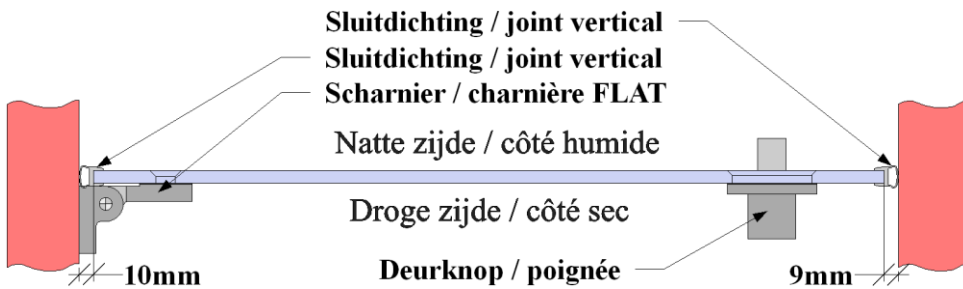 Sluitdichting / joint vertical
Sluitdichting / joint vertical
Scharnier / charnière FLAT
Natte zijde / côté humide
Droge zijde / côté sec
Deurknop / poignée
10mm
9mm